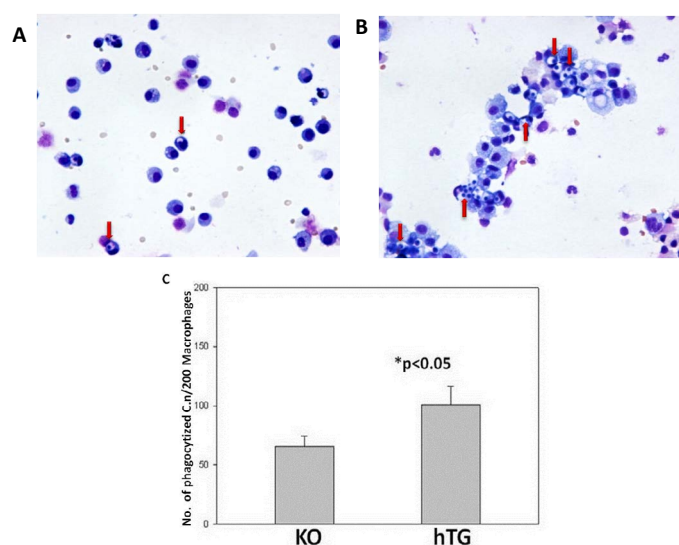 A
B
C
No. of phagocytized C.n/200 Macrophages
200
150
100
50
0
*p<0.05
KO
hTG